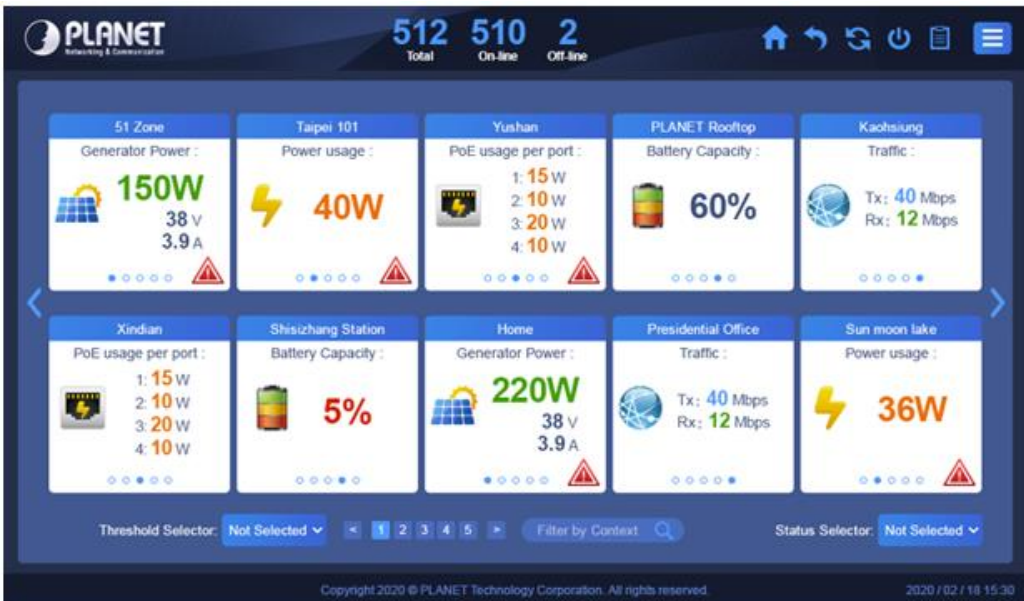 PLANET
Networking & Communication
512 510 2
Total On-line Off-line
51 Zone
Generator Power :
150W
38 V
3.9 A
Taipei 101
Power usage :
40W
Yushan
PoE usage per port :
1: 15 W
2: 10 W
3: 20 W
4: 10 W
PLANET Rooftop
Battery Capacity :
60%
Kaohsiung
Traffic :
Tx: 40 Mbps
Rx: 12 Mbps
Xindian
PoE usage per port :
1: 15 W
2: 10 W
3: 20 W
4: 10 W
Shisizhang Station
Battery Capacity :
5%
Home
Generator Power :
220W
38 V
3.9 A
Presidential Office
Traffic :
Tx: 40 Mbps
Rx: 12 Mbps
Sun moon lake
Power usage :
36W
Threshold Selector: Not Selected < 1 2 3 4 5 > Filter by Context Status Selector: Not Selected
Copyright 2020 © PLANET Technology Corporation. All rights reserved. 2020 / 02 / 18 15:30